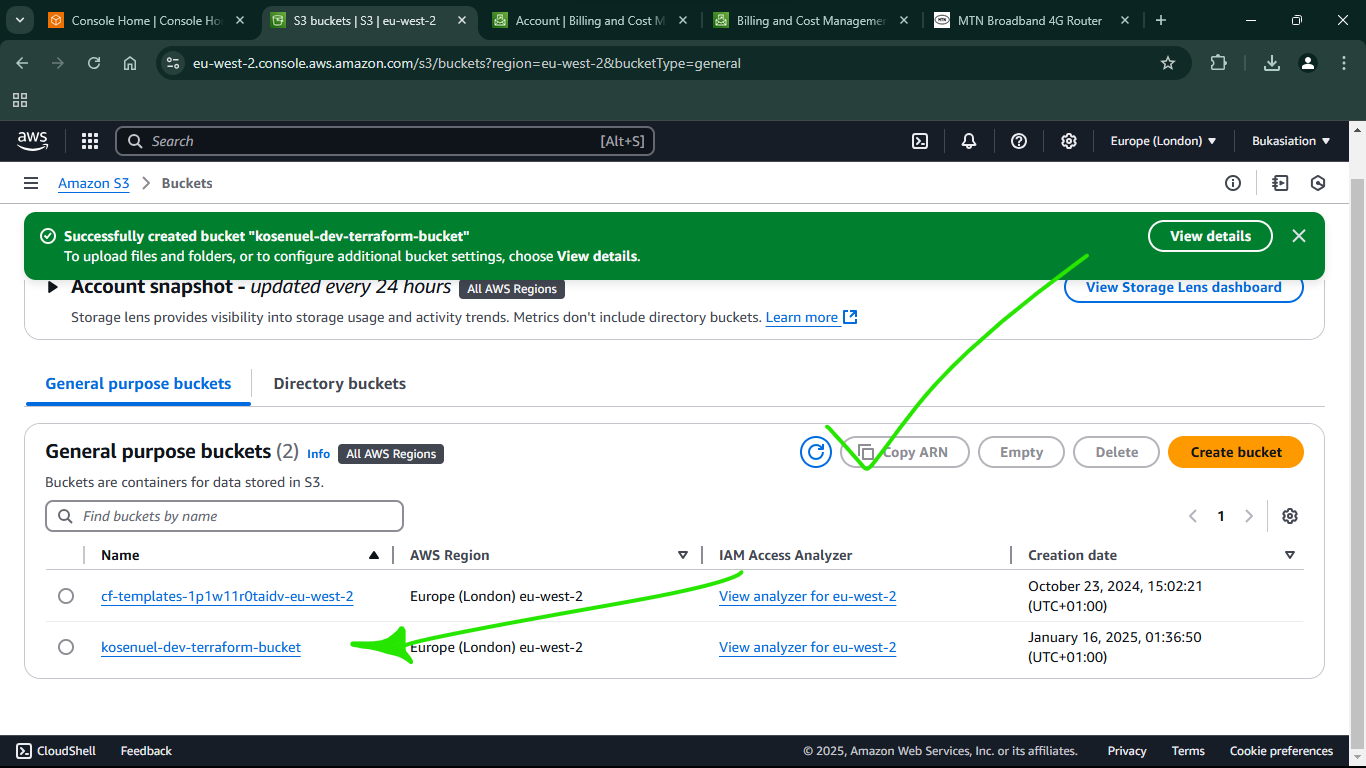 Console Home | Console Ho
S3 buckets | S3 | eu-west-2
Account | Billing and Cost M
Billing and Cost Managemer
MTN Broadband 4G Router
eu-west-2.console.aws.amazon.com/s3/buckets?region=eu-west-2&bucketType=general
aws
Search
[Alt+S]
Europe (London)
Bukasiation
Amazon S3
Buckets
Successfully created bucket "kosenuel-dev-terraform-bucket"
To upload files and folders, or to configure additional bucket settings, choose View details.
View details
Account snapshot - updated every 24 hours
All AWS Regions
View Storage Lens dashboard
Storage lens provides visibility into storage usage and activity trends. Metrics don't include directory buckets. Learn more
General purpose buckets
Directory buckets
General purpose buckets (2)
Info
All AWS Regions
Copy ARN
Empty
Delete
Create bucket
Buckets are containers for data stored in S3.
Find buckets by name
1
Name
AWS Region
IAM Access Analyzer
Creation date
cf-templates-1p1w11r0taidv-eu-west-2
Europe (London) eu-west-2
View analyzer for eu-west-2
October 23, 2024, 15:02:21
(UTC+01:00)
kosenuel-dev-terraform-bucket
Europe (London) eu-west-2
View analyzer for eu-west-2
January 16, 2025, 01:36:50
(UTC+01:00)
CloudShell
Feedback
© 2025, Amazon Web Services, Inc. or its affiliates.
Privacy
Terms
Cookie preferences